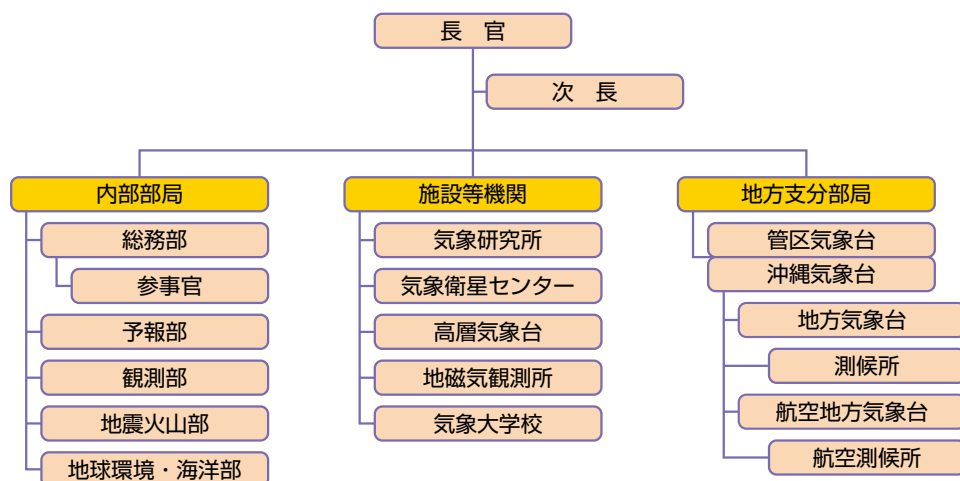 長　官
次　長
内部部局
総務部
参事官
予報部
観測部
地震火山部
地球環境・海洋部
施設等機関
気象研究所
気象衛星センター
高層気象台
地磁気観測所
気象大学校
地方支分部局
管区気象台
沖縄気象台
地方気象台
測候所
航空地方気象台
航空測候所